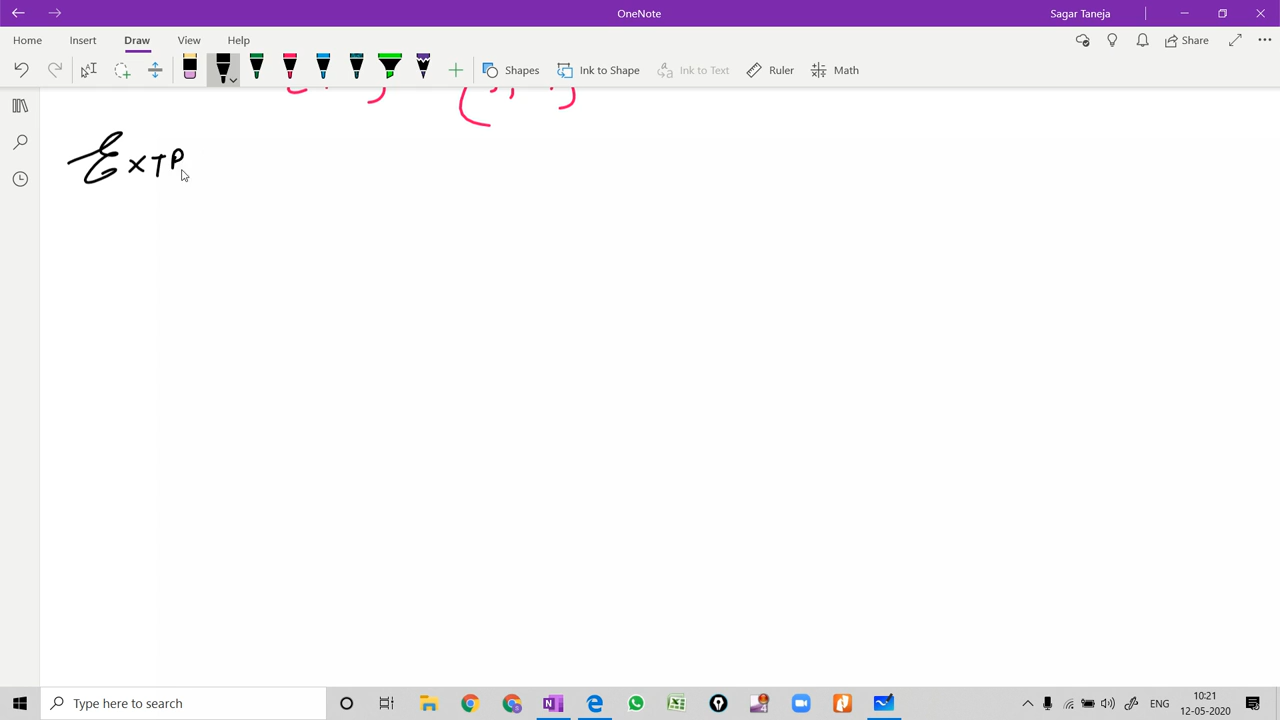 OneNote
Sagar Taneja
Home Insert Draw View Help
Share
Shapes Ink to Shape Ink to Text Ruler Math
ExTP
Type here to search
ENG
10:21
12-05-2020